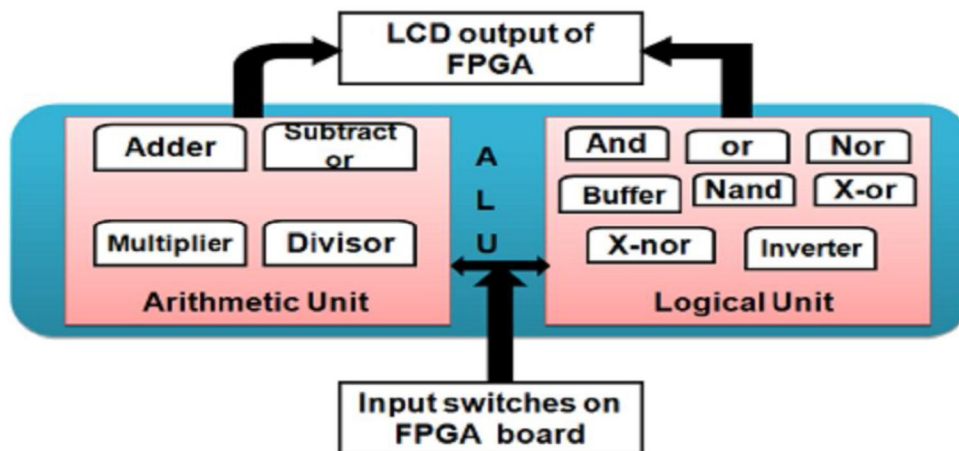 LCD output of
FPGA
Adder
Subtract
or
Multiplier
Divisor
Arithmetic Unit
A
L
U
And
or
Nor
Buffer
Nand
X-or
X-nor
Inverter
Logical Unit
Input switches on
FPGA board